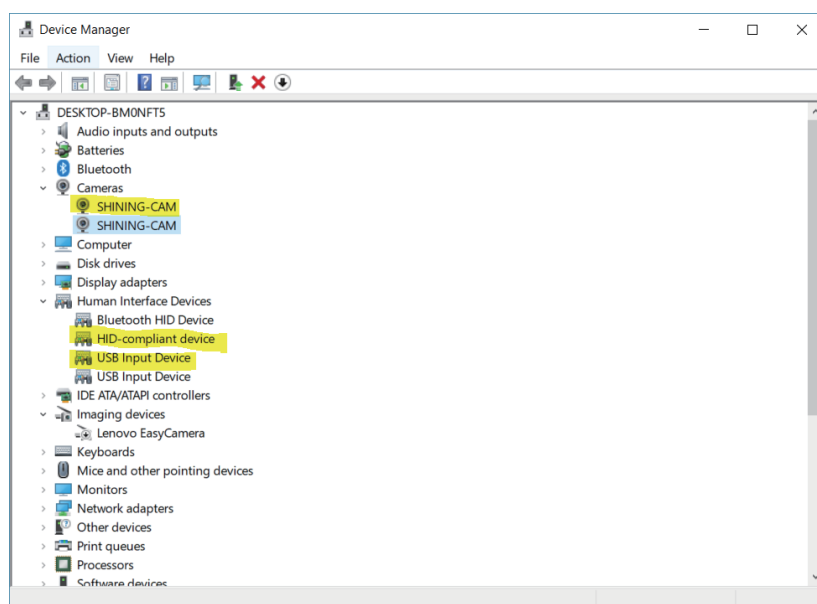 Device Manager
File Action View Help
DESKTOP-BM0NFT5
Audio inputs and outputs
Batteries
Bluetooth
Cameras
SHINING-CAM
SHINING-CAM
Computer
Disk drives
Display adapters
Human Interface Devices
Bluetooth HID Device
HID-compliant device
USB Input Device
USB Input Device
IDE ATA/ATAPI controllers
Imaging devices
Lenovo EasyCamera
Keyboards
Mice and other pointing devices
Monitors
Network adapters
Other devices
Print queues
Processors
Software devices